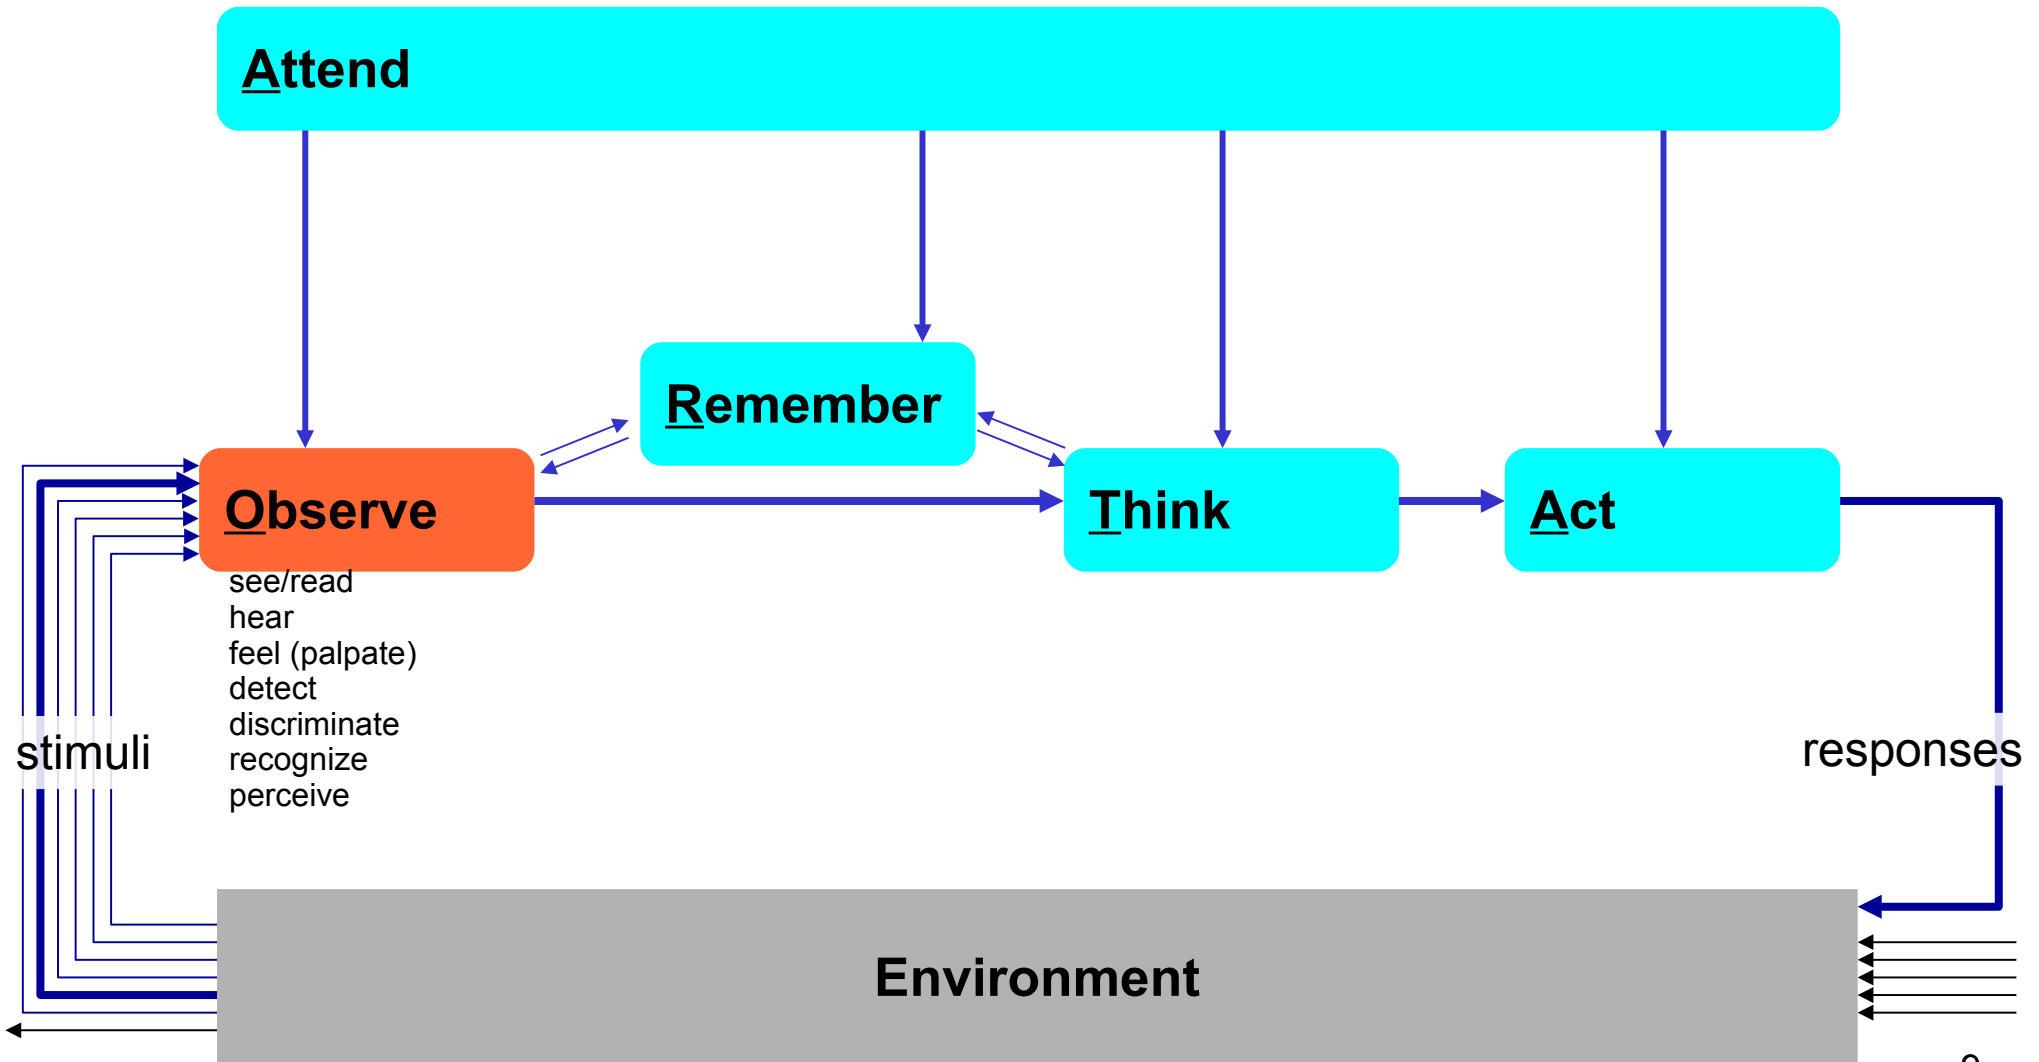 Attend
Remember
Observe
Think
Act
see/read
hear
feel (palpate)
detect
discriminate
recognize
perceive
stimuli
responses
Environment